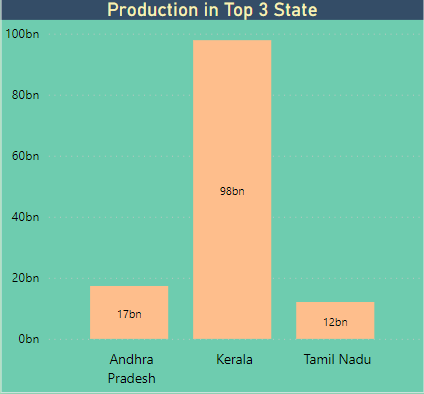 Production in Top 3 State
100bn
80bn
60bn
40bn
20bn
0bn
17bn
98bn
12bn
Andhra
Pradesh
Kerala
Tamil Nadu